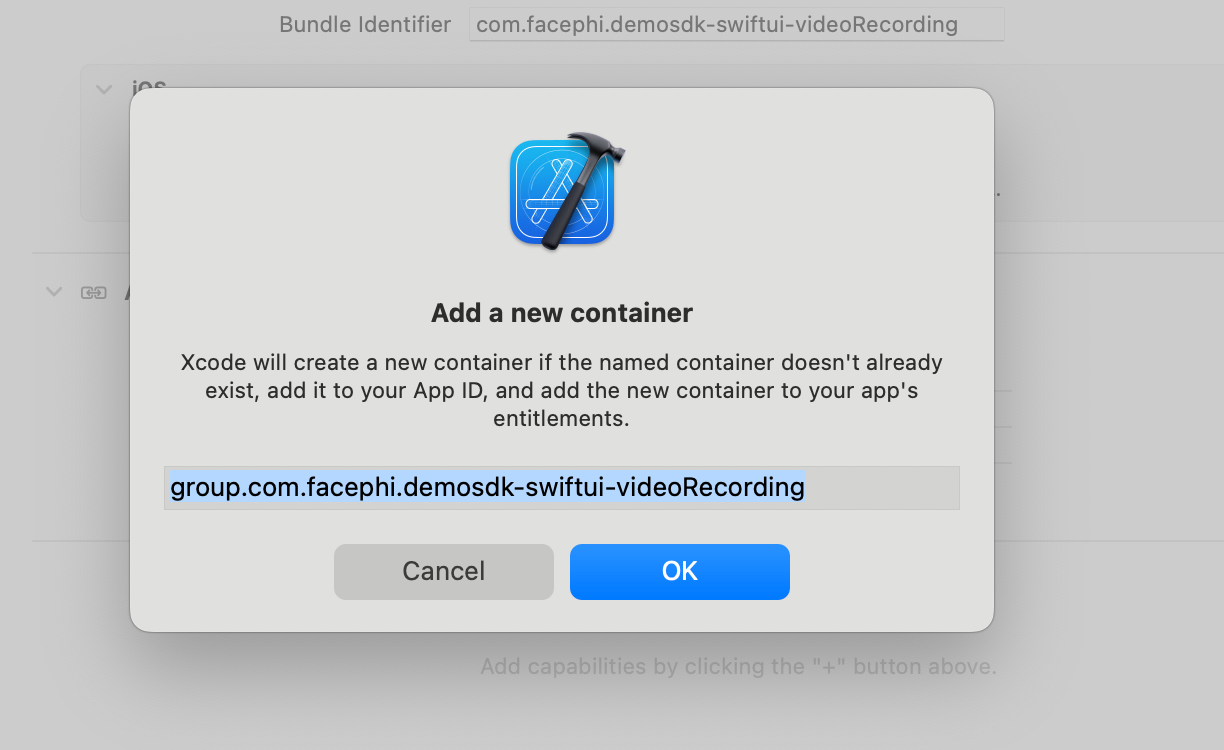 Bundle Identifier com.facephi.demosdk-swiftui-videoRecording
iOS
Add a new container
Xcode will create a new container if the named container doesn't already
exist, add it to your App ID, and add the new container to your app's
entitlements.
group.com.facephi.demosdk-swiftui-videoRecording
Cancel OK
Add capabilities by clicking the "+" button above.